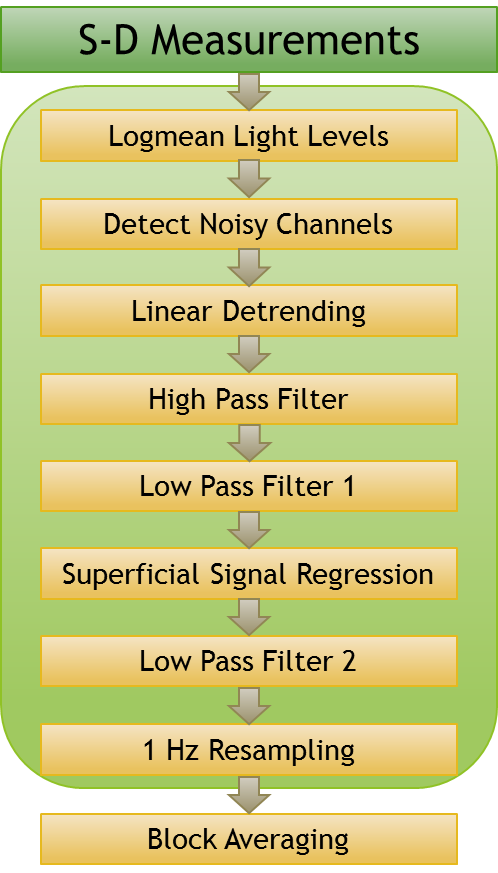 S-D Measurements
Logmean Light Levels
Detect Noisy Channels
Linear Detrending
High Pass Filter
Low Pass Filter 1
Superficial Signal Regression
Low Pass Filter 2
1 Hz Resampling
Block Averaging